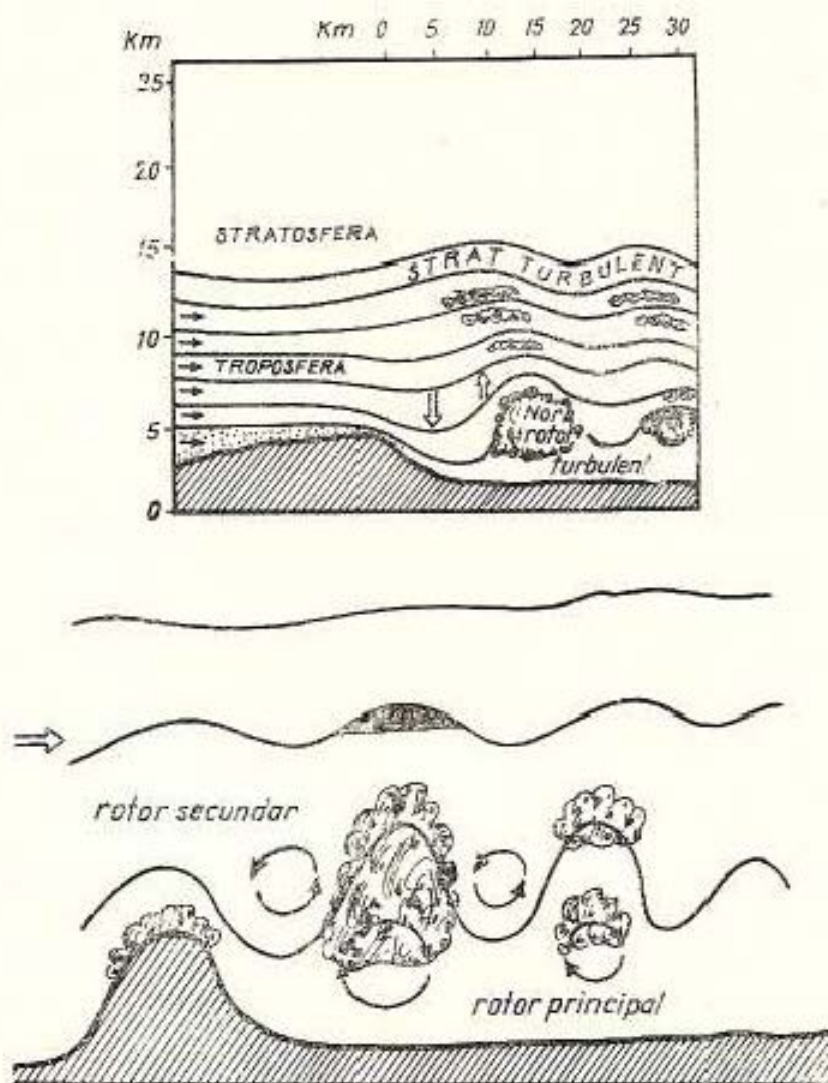 Km 0 5 10 15 20 25 30
Km
25
20
15
10
5
0
STRATOSFERA
STRAT TURBULENT
TROPOSFERA
Nor
rotor
turbulent
rotor secundar
rotor principal